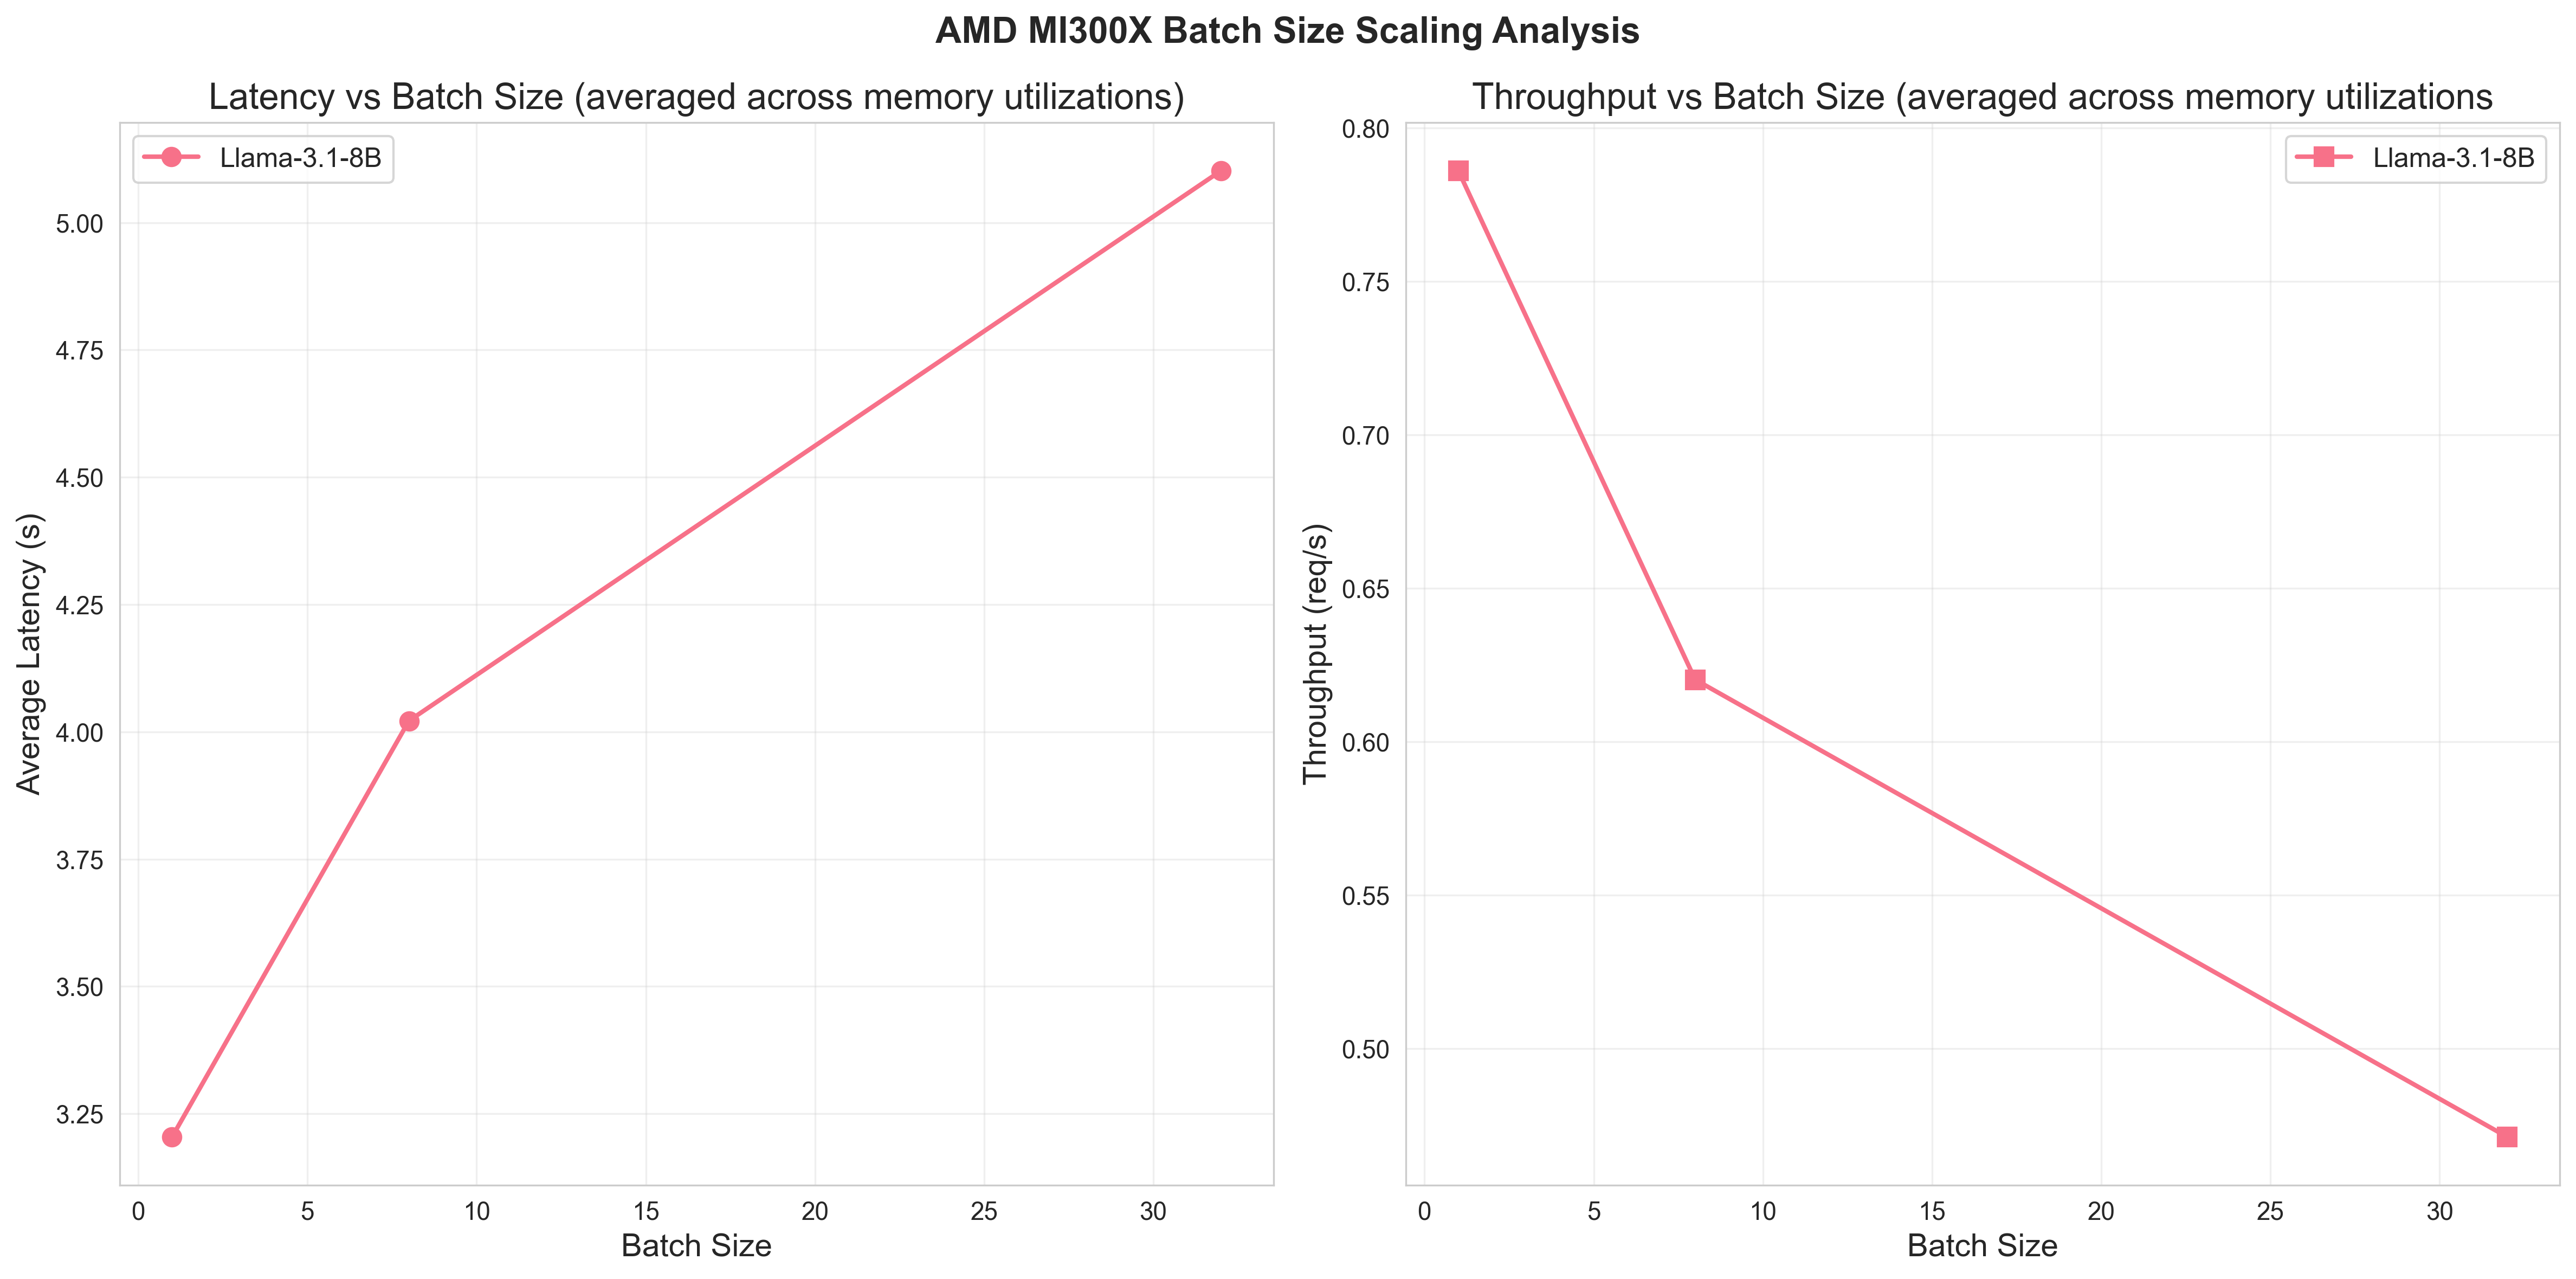 AMD MI300X Batch Size Scaling Analysis
Latency vs Batch Size (averaged across memory utilizations)
Llama-3.1-8B
Average Latency (s)
5.00
4.75
4.50
4.25
4.00
3.75
3.50
3.25
0 5 10 15 20 25 30
Batch Size
Throughput vs Batch Size (averaged across memory utilizations
Llama-3.1-8B
Throughput (req/s)
0.80
0.75
0.70
0.65
0.60
0.55
0.50
0 5 10 15 20 25 30
Batch Size